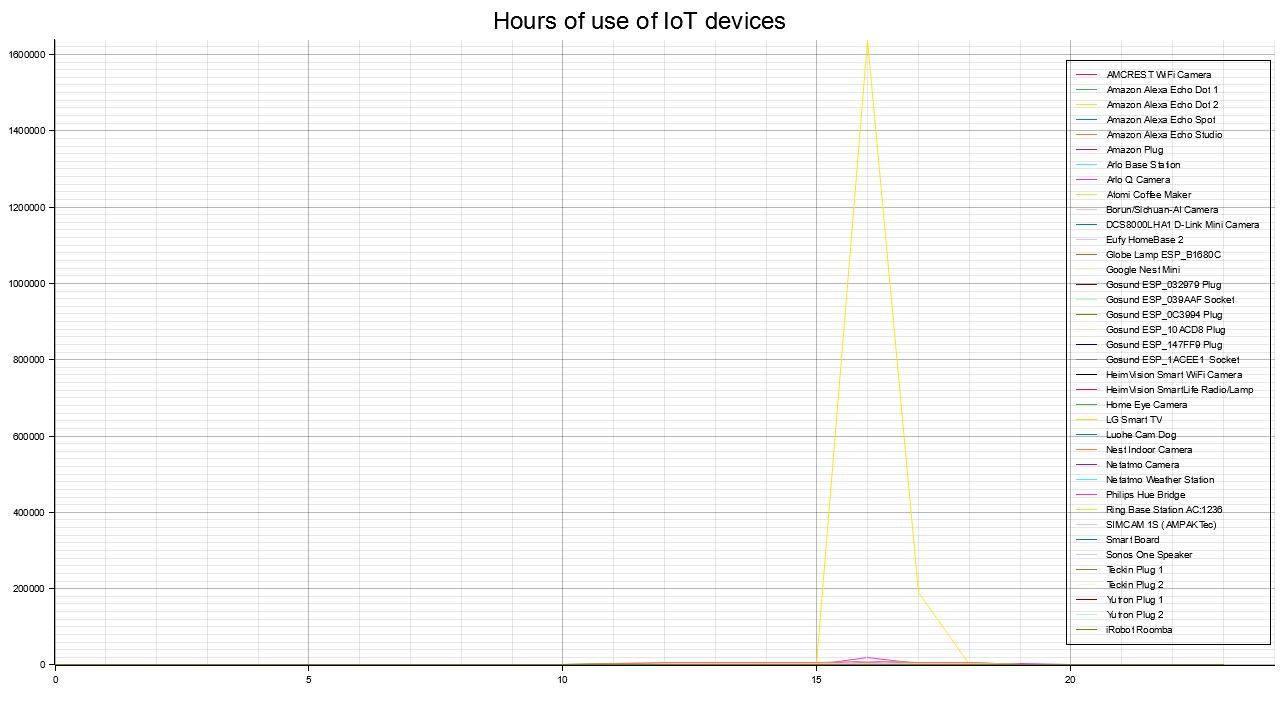 Hours of use of IoT devices
1600000
1400000
1200000
1000000
800000
600000
400000
200000
0
0 5 10 15 20
AMCREST WiFi Camera
Amazon Alexa Echo Dot 1
Amazon Alexa Echo Dot 2
Amazon Alexa Echo Spot
Amazon Alexa Echo Studio
Amazon Plug
Arlo Base Station
Arlo Q Camera
Atomi Coffee Maker
Borun/Sichuan-AI Camera
DCS8000LHA1 D-Link Mini Camera
Eufy HomeBase 2
Globe Lamp ESP_B1680C
Google Nest Mini
Gosund ESP_032979 Plug
Gosund ESP_039AAF Socket
Gosund ESP_0C3994 Plug
Gosund ESP_10ACD8 Plug
Gosund ESP_147FF9 Plug
Gosund ESP_1ACEE1 Socket
HeimVision Smart WiFi Camera
HeimVision SmartLife Radio/Lamp
Home Eye Camera
LG Smart TV
Luohe Cam Dog
Nest Indoor Camera
Netatmo Camera
Netatmo Weather Station
Philips Hue Bridge
Ring Base Station AC:1236
SIMCAM 1S (AMPAKTec)
Smart Board
Sonos One Speaker
Teckin Plug 1
Teckin Plug 2
Yutron Plug 1
Yutron Plug 2
iRobot Roomba